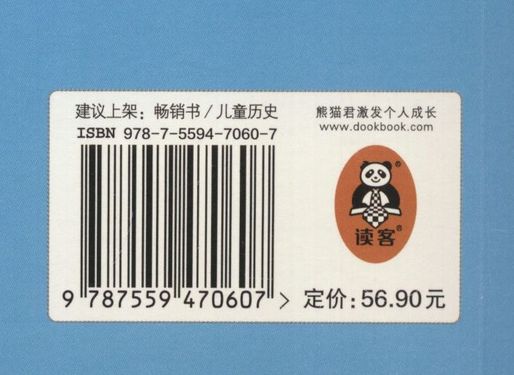 建议上架：畅销书/儿童历史
ISBN 978-7-5594-7060-7
9 787559 470607 >
熊猫君激发个人成长
www.dookbook.com
®
读客®
定价：56.90元